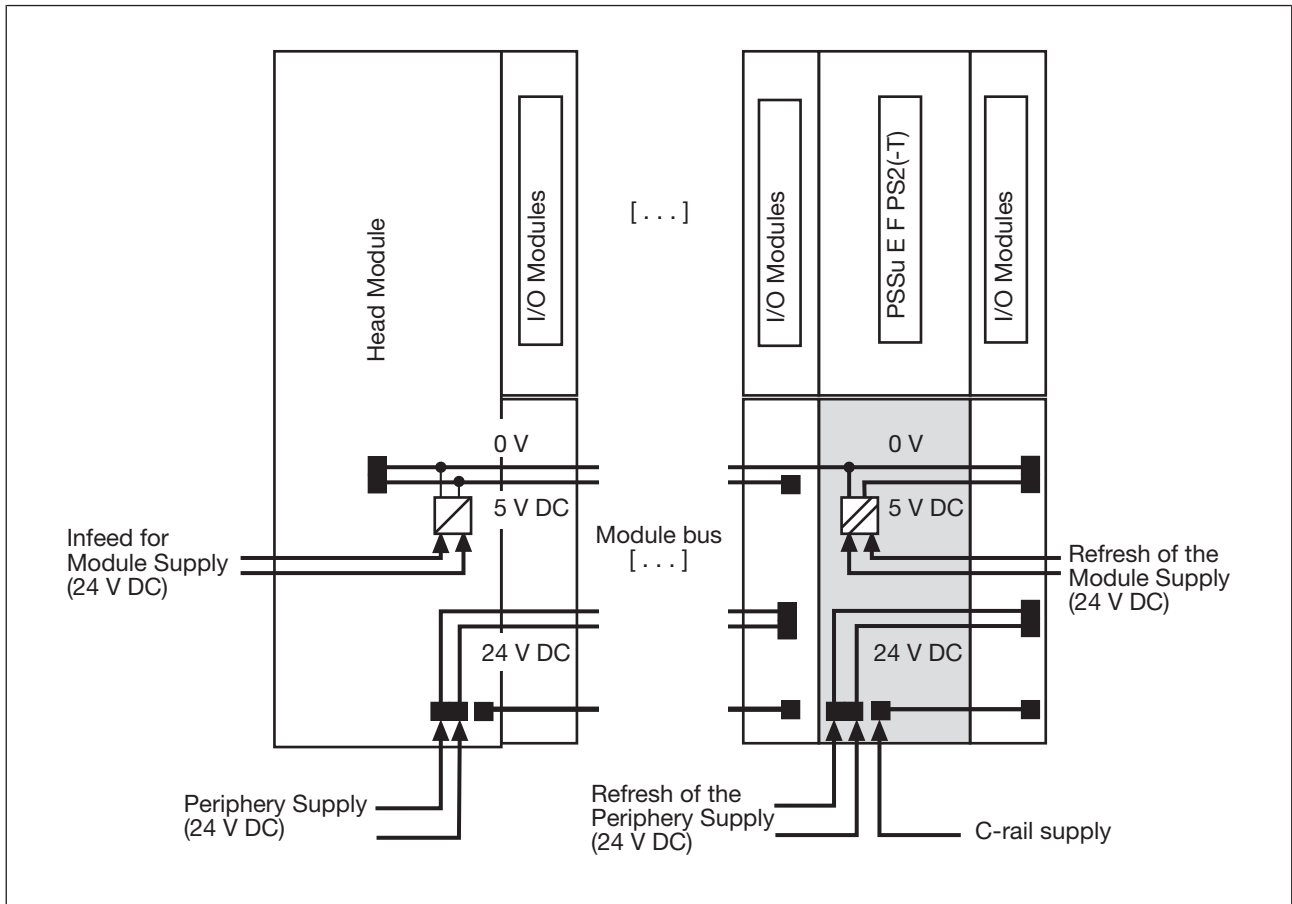 Head Module
I/O Modules
[ . . . ]
I/O Modules
PSSu E F PS2(-T)
I/O Modules
0 V
5 V DC
0 V
5 V DC
Infeed for
Module Supply
(24 V DC)
Module bus
[ . . . ]
Refresh of the
Module Supply
(24 V DC)
24 V DC
24 V DC
Periphery Supply
(24 V DC)
Refresh of the
Periphery Supply
(24 V DC)
C-rail supply